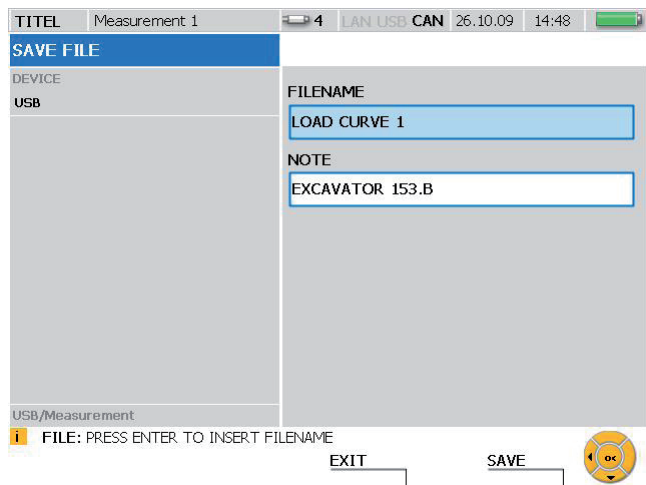 TITEL Measurement 1 4 LAN USB CAN 26.10.09 14:48
SAVE FILE
DEVICE
USB
FILENAME
LOAD CURVE 1
NOTE
EXCAVATOR 153.B
USB/Measurement
i FILE: PRESS ENTER TO INSERT FILENAME
EXIT SAVE
OK